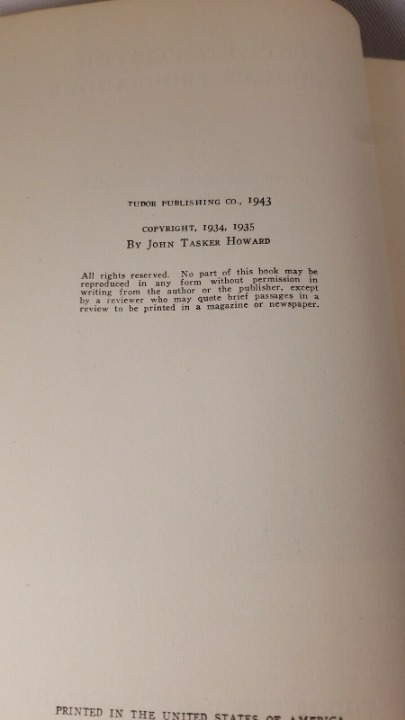 TUDOR PUBLISHING CO., 1943
COPYRIGHT, 1934, 1935
BY JOHN TASKER HOWARD
All rights reserved. No part of this book may be
reproduced in any form without permission in
writing from the author or the publisher, except
by a reviewer who may quote brief passages in a
review to be printed in a magazine or newspaper.
PRINTED IN THE UNITED STATES OF AMERICA